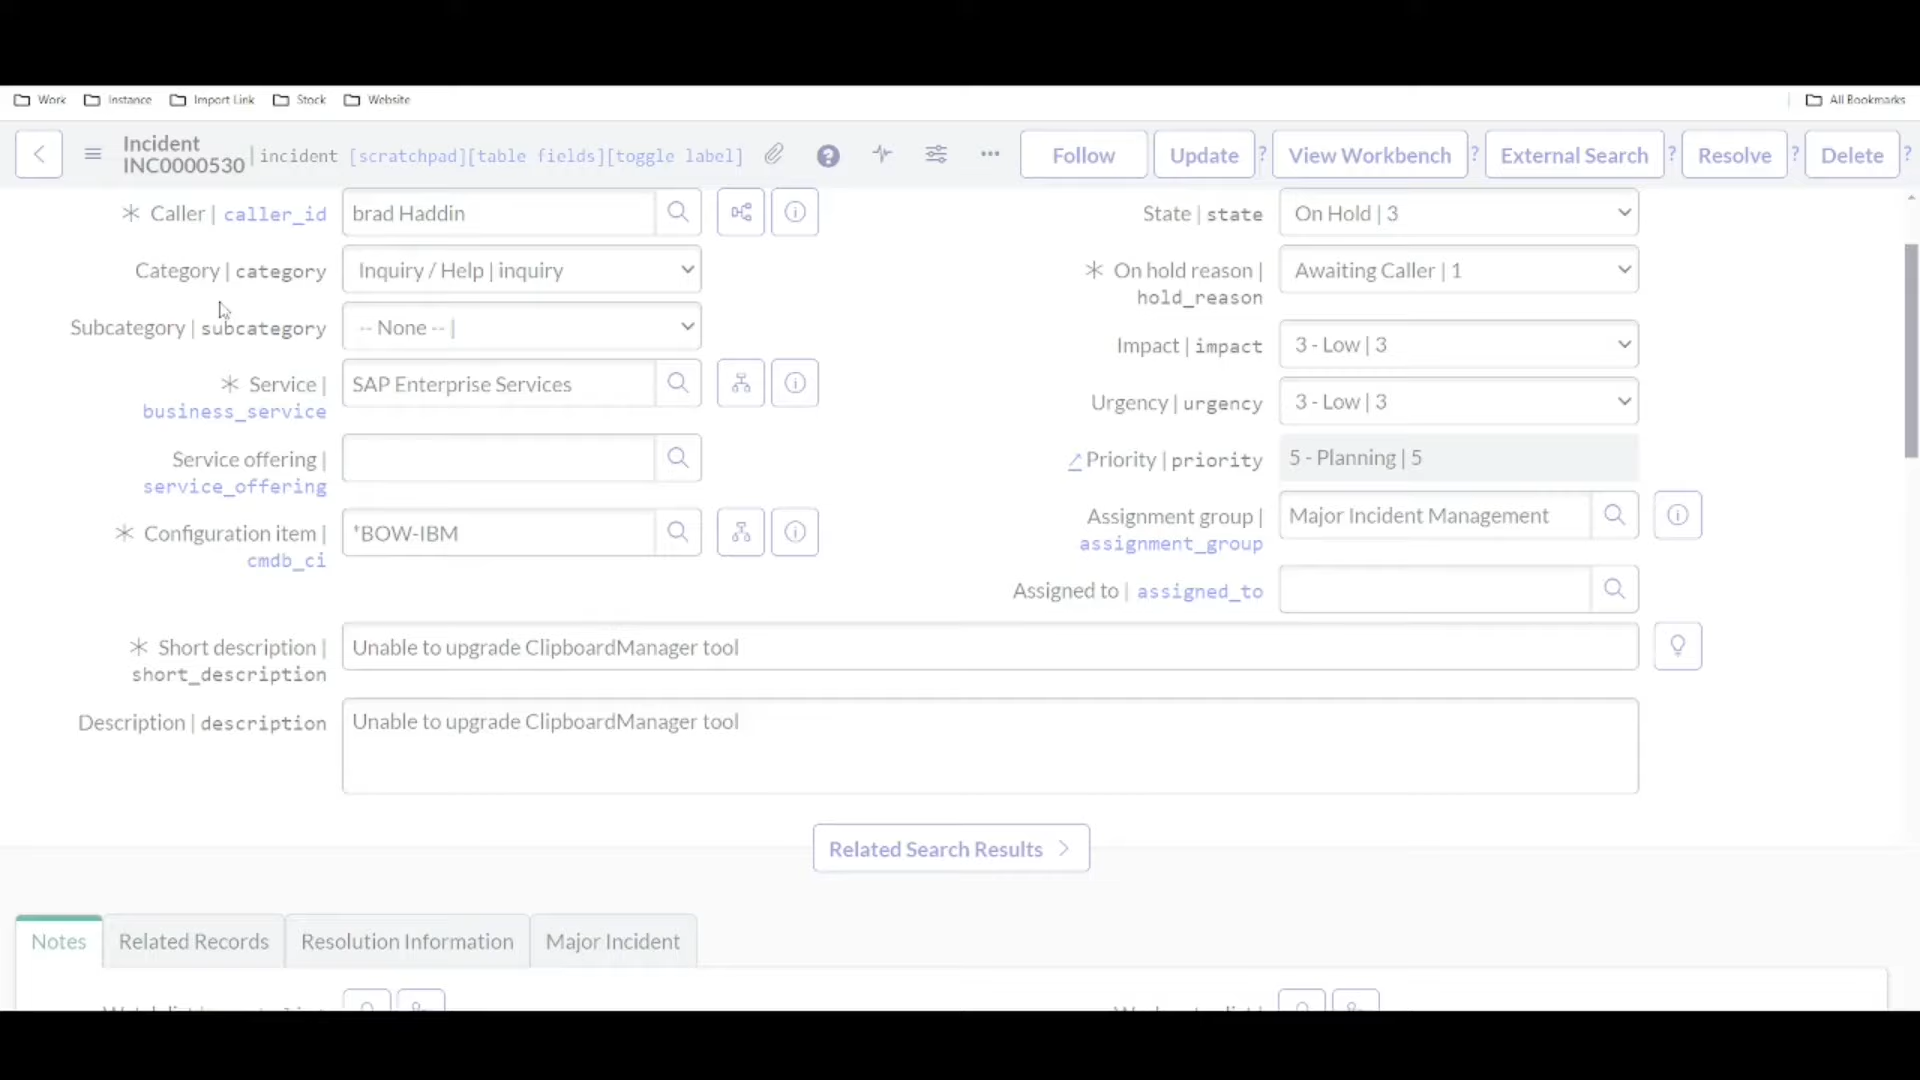 Work Instance Import Link Stock Website All Bookmarks
Incident
INC0000530 | incident [scratchpad][table fields][toggle label] ? ... Follow Update ? View Workbench ? External Search ? Resolve ? Delete ?
* Caller | caller_id brad Haddin
Category | category Inquiry / Help | inquiry
Subcategory | subcategory -- None -- |
* Service |
business_service SAP Enterprise Services
Service offering |
service_offering
* Configuration item |
cmdb_ci *BOW-IBM
State | state On Hold | 3
* On hold reason |
hold_reason Awaiting Caller | 1
Impact | impact 3 - Low | 3
Urgency | urgency 3 - Low | 3
Priority | priority 5 - Planning | 5
Assignment group |
assignment_group Major Incident Management
Assigned to | assigned_to
* Short description |
short_description Unable to upgrade ClipboardManager tool
Description | description Unable to upgrade ClipboardManager tool
Related Search Results >
Notes Related Records Resolution Information Major Incident